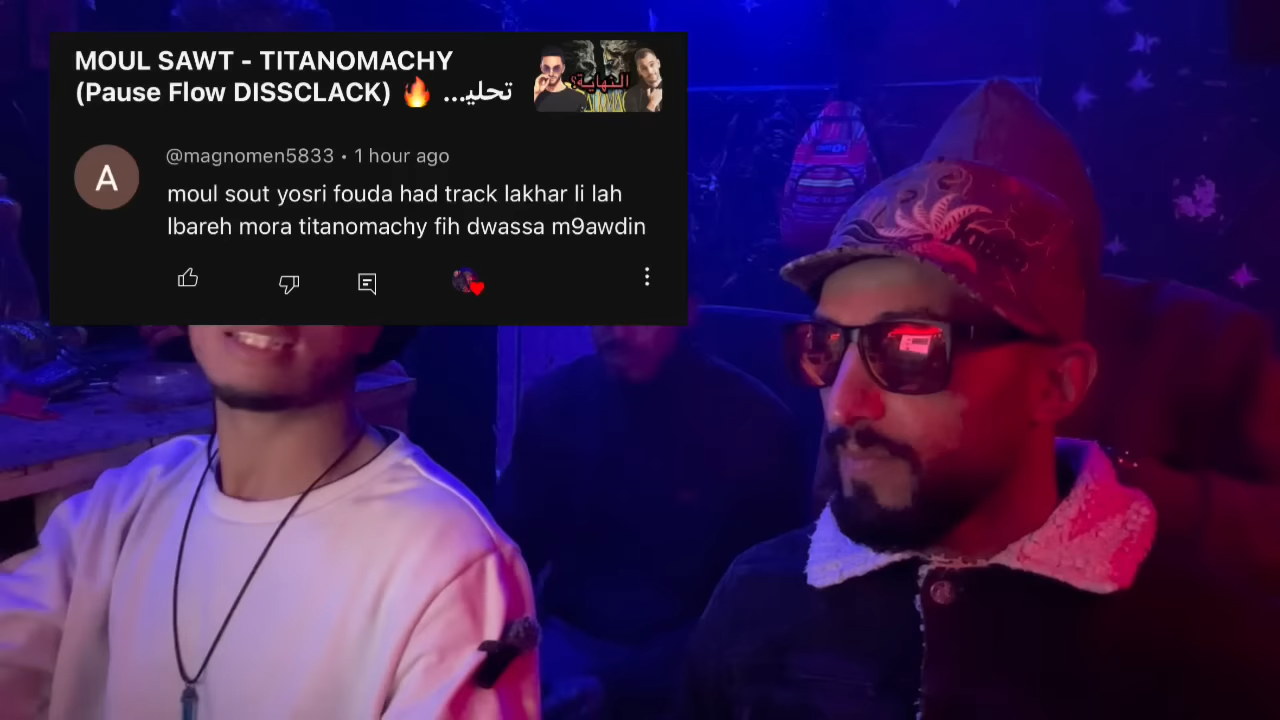 MOUL SAWT - TITANOMACHY
(Pause Flow DISSCLACK) 🔥 تحليـ...
النهاية؟
A
@magnomen5833 • 1 hour ago
moul sout yosri fouda had track lakhar li lah
lbareh mora titanomachy fih dwassa m9awdin